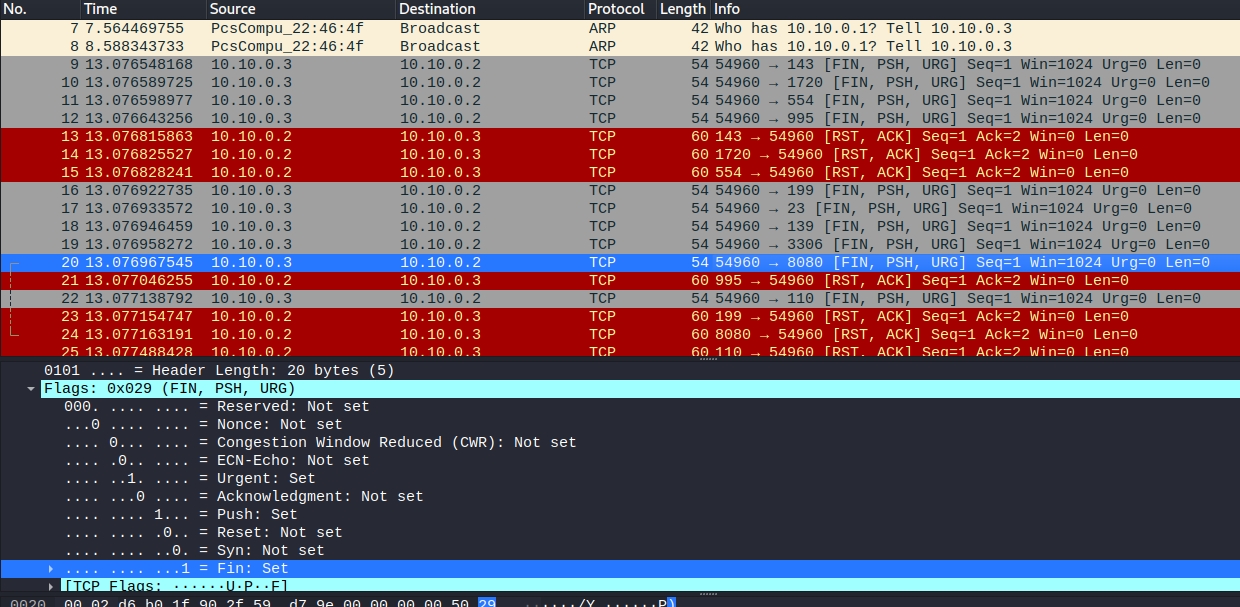 No. Time Source Destination Protocol Length Info
7 7.564469755 PcsCompu_22:46:4f Broadcast ARP 42 Who has 10.10.0.1? Tell 10.10.0.3
8 8.588343733 PcsCompu_22:46:4f Broadcast ARP 42 Who has 10.10.0.1? Tell 10.10.0.3
9 13.076548168 10.10.0.3 10.10.0.2 TCP 54 54960 → 143 [FIN, PSH, URG] Seq=1 Win=1024 Urg=0 Len=0
10 13.076589725 10.10.0.3 10.10.0.2 TCP 54 54960 → 1720 [FIN, PSH, URG] Seq=1 Win=1024 Urg=0 Len=0
11 13.076598977 10.10.0.3 10.10.0.2 TCP 54 54960 → 554 [FIN, PSH, URG] Seq=1 Win=1024 Urg=0 Len=0
12 13.076643256 10.10.0.3 10.10.0.2 TCP 54 54960 → 995 [FIN, PSH, URG] Seq=1 Win=1024 Urg=0 Len=0
13 13.076815863 10.10.0.2 10.10.0.3 TCP 60 143 → 54960 [RST, ACK] Seq=1 Ack=2 Win=0 Len=0
14 13.076825527 10.10.0.2 10.10.0.3 TCP 60 1720 → 54960 [RST, ACK] Seq=1 Ack=2 Win=0 Len=0
15 13.076828241 10.10.0.2 10.10.0.3 TCP 60 554 → 54960 [RST, ACK] Seq=1 Ack=2 Win=0 Len=0
16 13.076922735 10.10.0.3 10.10.0.2 TCP 54 54960 → 199 [FIN, PSH, URG] Seq=1 Win=1024 Urg=0 Len=0
17 13.076933572 10.10.0.3 10.10.0.2 TCP 54 54960 → 23 [FIN, PSH, URG] Seq=1 Win=1024 Urg=0 Len=0
18 13.076946459 10.10.0.3 10.10.0.2 TCP 54 54960 → 139 [FIN, PSH, URG] Seq=1 Win=1024 Urg=0 Len=0
19 13.076958272 10.10.0.3 10.10.0.2 TCP 54 54960 → 3306 [FIN, PSH, URG] Seq=1 Win=1024 Urg=0 Len=0
20 13.076967545 10.10.0.3 10.10.0.2 TCP 54 54960 → 8080 [FIN, PSH, URG] Seq=1 Win=1024 Urg=0 Len=0
21 13.077046255 10.10.0.2 10.10.0.3 TCP 60 995 → 54960 [RST, ACK] Seq=1 Ack=2 Win=0 Len=0
22 13.077138792 10.10.0.3 10.10.0.2 TCP 54 54960 → 110 [FIN, PSH, URG] Seq=1 Win=1024 Urg=0 Len=0
23 13.077154747 10.10.0.2 10.10.0.3 TCP 60 199 → 54960 [RST, ACK] Seq=1 Ack=2 Win=0 Len=0
24 13.077163191 10.10.0.2 10.10.0.3 TCP 60 8080 → 54960 [RST, ACK] Seq=1 Ack=2 Win=0 Len=0
25 13.077488428 10.10.0.2 10.10.0.3 TCP 60 110 → 54960 [RST, ACK] Seq=1 Ack=2 Win=0 Len=0
0101 .... = Header Length: 20 bytes (5)
Flags: 0x029 (FIN, PSH, URG)
000. .... .... = Reserved: Not set
...0 .... .... = Nonce: Not set
.... 0... .... = Congestion Window Reduced (CWR): Not set
.... .0.. .... = ECN-Echo: Not set
.... ..1. .... = Urgent: Set
.... ...0 .... = Acknowledgment: Not set
.... .... 1... = Push: Set
.... .... .0.. = Reset: Not set
.... .... ..0. = Syn: Not set
.... .... ...1 = Fin: Set
[TCP Flags: ······U·P··F]
0020 00 02 d6 b0 1f 90 2f 59 d7 9e 00 00 00 00 50 29 ······/Y ······P)